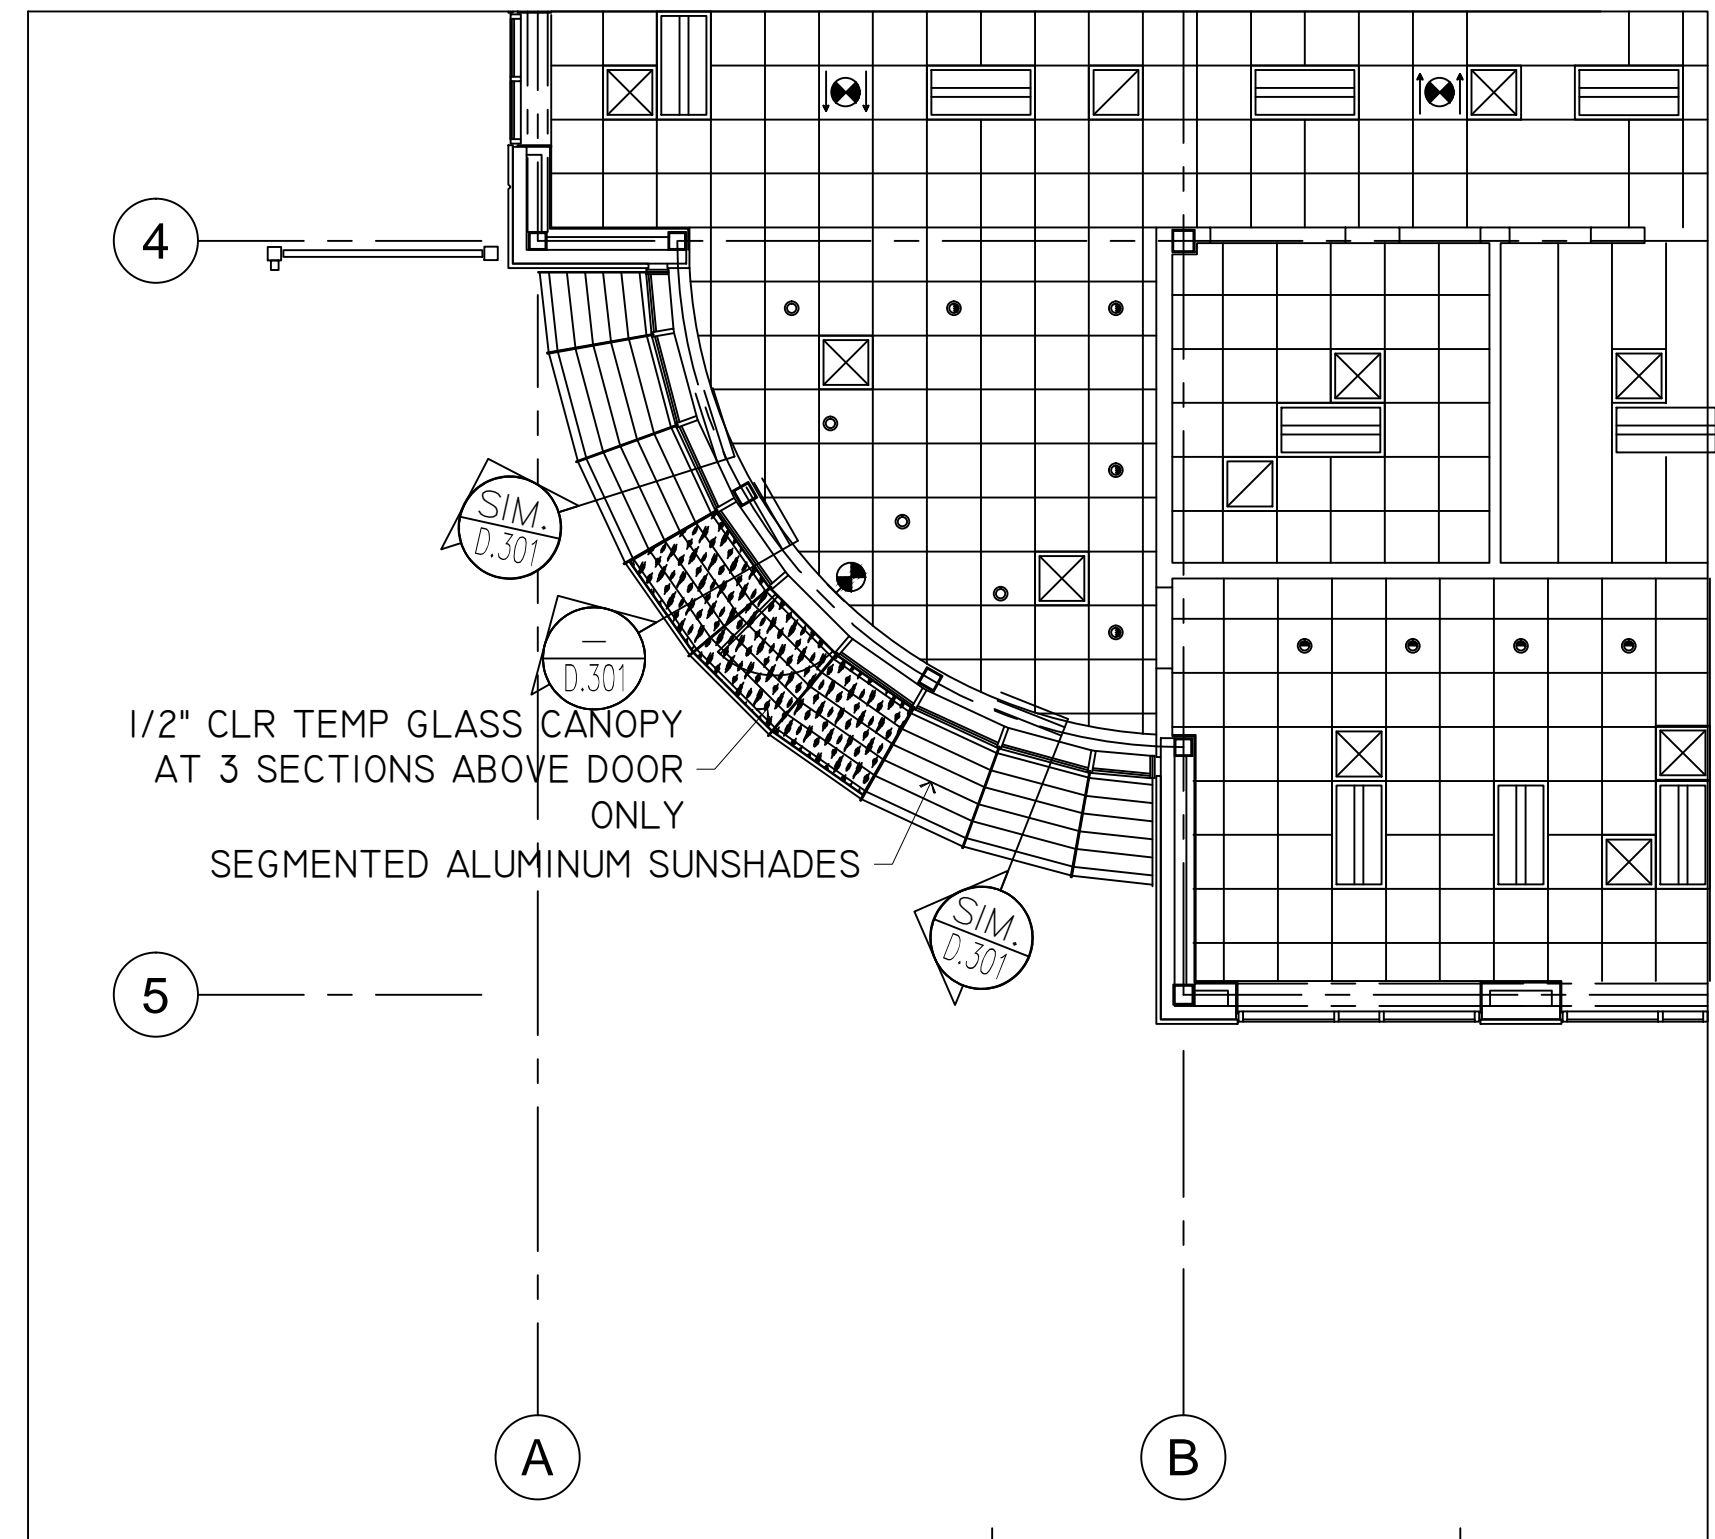 4
SIM.
D.301
—
D.301
1/2" CLR TEMP GLASS CANOPY
AT 3 SECTIONS ABOVE DOOR
ONLY
SEGMENTED ALUMINUM SUNSHADES
SIM.
D.301
5
A
B